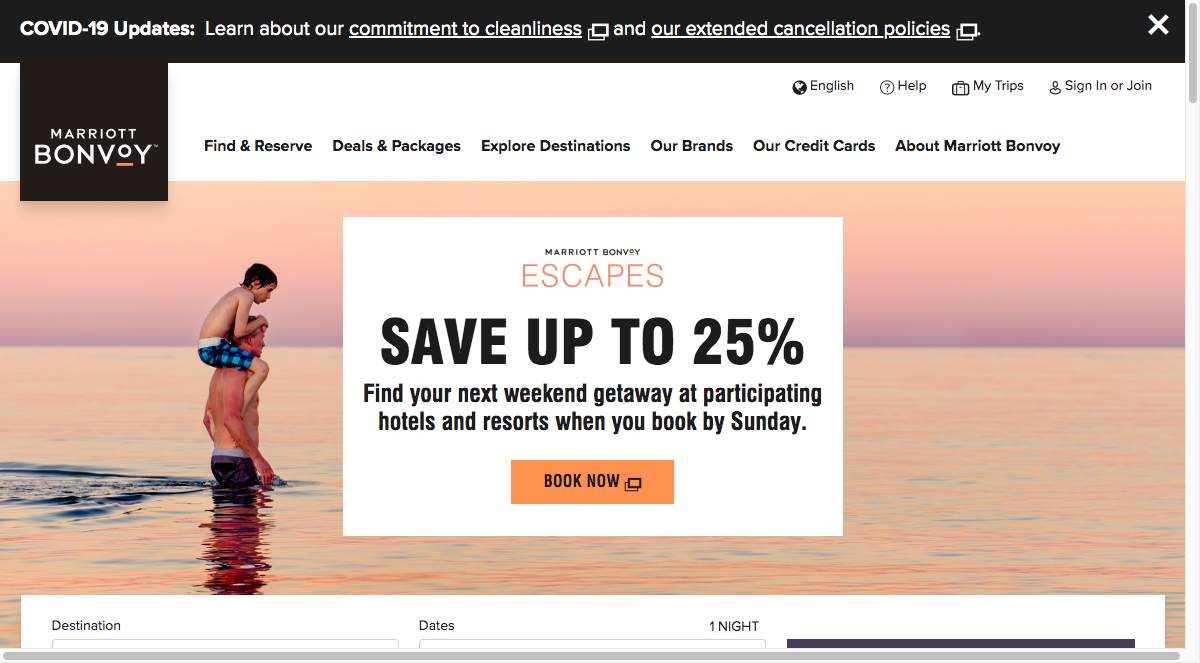 COVID-19 Updates: Learn about our commitment to cleanliness and our extended cancellation policies.
English
Help
My Trips
Sign In or Join
MARRIOTT
BONVOY™
Find & Reserve
Deals & Packages
Explore Destinations
Our Brands
Our Credit Cards
About Marriott Bonvoy
MARRIOTT BONVOY
ESCAPES
SAVE UP TO 25%
Find your next weekend getaway at participating
hotels and resorts when you book by Sunday.
BOOK NOW
Destination
Dates
1 NIGHT